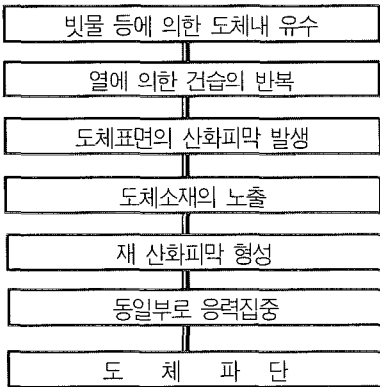 빗물 등에 의한 도체내 유수
열에 의한 건습의 반복
도체표면의 산화피막 발생
도체소재의 노출
재 산화피막 형성
동일부로 응력집중
도 체 파 단